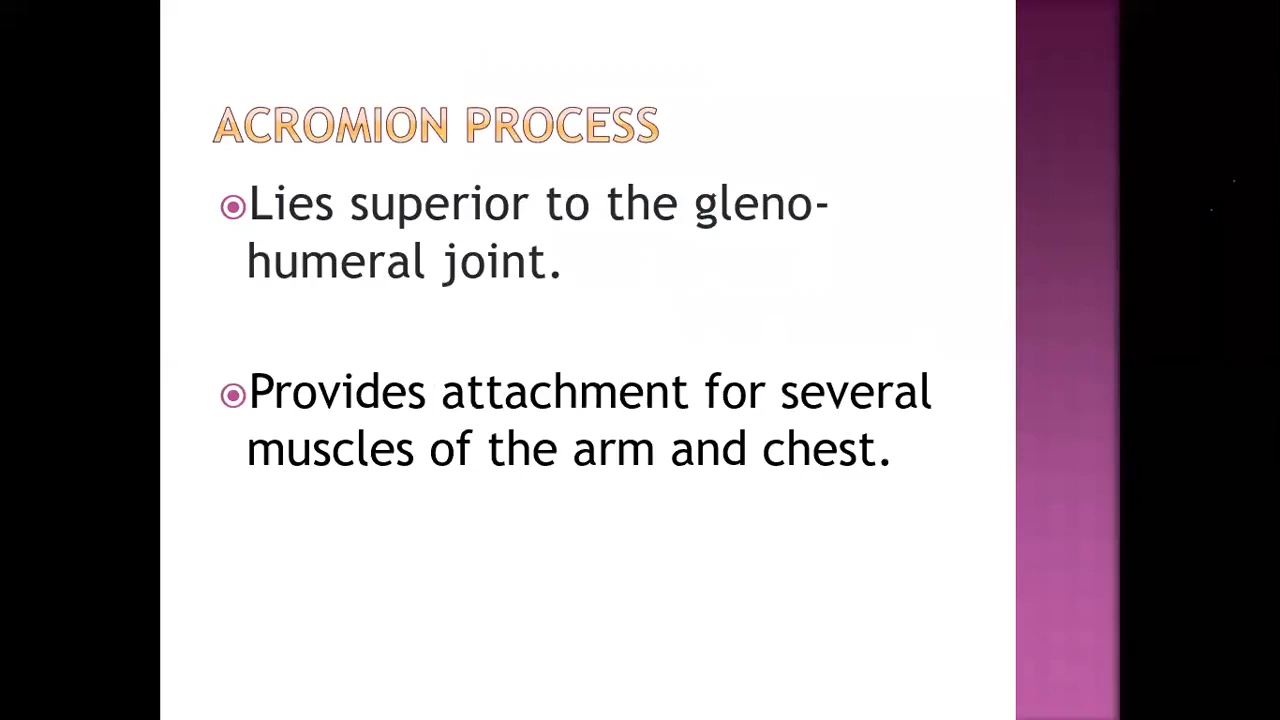 ACROMION PROCESS
Lies superior to the gleno-
humeral joint.
Provides attachment for several
muscles of the arm and chest.